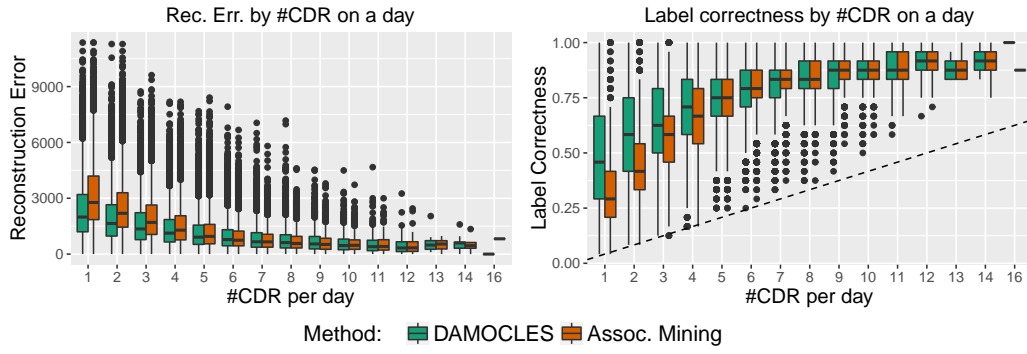 Rec. Err. by #CDR on a day
Reconstruction Error
9000
6000
3000
0
1 2 3 4 5 6 7 8 9 10 11 12 13 14 16
#CDR per day
Label correctness by #CDR on a day
Label Correctness
1.00
0.75
0.50
0.25
0.00
1 2 3 4 5 6 7 8 9 10 11 12 13 14 16
#CDR per day
Method: DAMOCLES Assoc. Mining